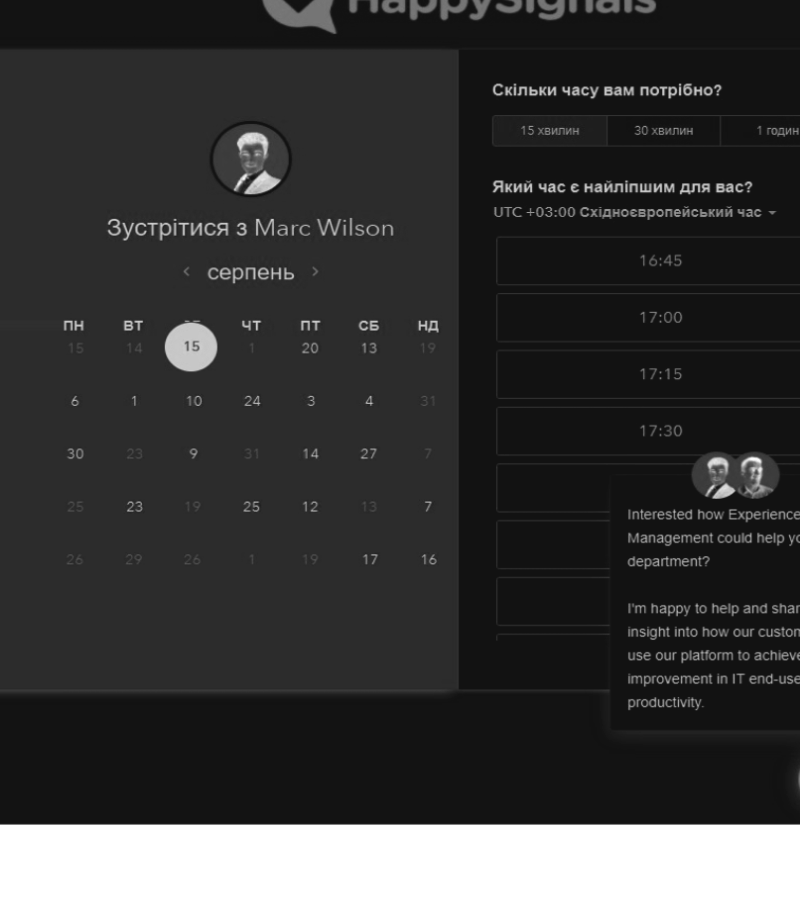 HappySignals
Зустрітися з Marc Wilson
< серпень >
ПН ВТ ЧТ ПТ СБ НД
15 14 15 1 20 13 19
6 1 10 24 3 4 31
30 23 9 31 14 27 7
25 23 19 25 12 13 7
26 29 26 1 19 17 16
Скільки часу вам потрібно?
15 хвилин 30 хвилин 1 годин
Який час є найліпшим для вас?
UTC +03:00 Східноєвропейський час
16:45
17:00
17:15
17:30
Interested how Experience
Management could help yo
department?
I'm happy to help and shar
insight into how our custom
use our platform to achieve
improvement in IT end-use
productivity.